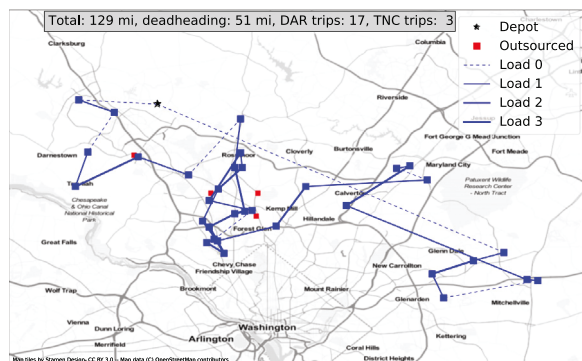 Total: 129 mi, deadheading: 51 mi, DAR trips: 17, TNC trips: 3
Clarksburg
Columbia
Depot
Outsourced
Load 0
Load 1
Load 2
Load 3
Riverside
Fort George G Mead Junction
Fort Meade
Burtonsville
Cloverly
Maryland City
Darnestown
Patuxent Wildlife
Research Center
- North Tract
Calverton
Chesapeake
& Ohio Canal
National Historical
Park
Kemp Mill
Hillandale
Forest Glen
Great Falls
Glenn Dale
Chevy Chase
Friendship Village
New Carrollton
Wolf Trap
Brookmont
Mount Rainier
Glenarden
Mitchellville
Vienna
Dunn Loring
Merrifield
Washington
Arlington
Kettering
Coral Hills
District Heights
Map tiles by Stamen Design, CC BY 3.0 -- Map data (C) OpenStreetMap contributors